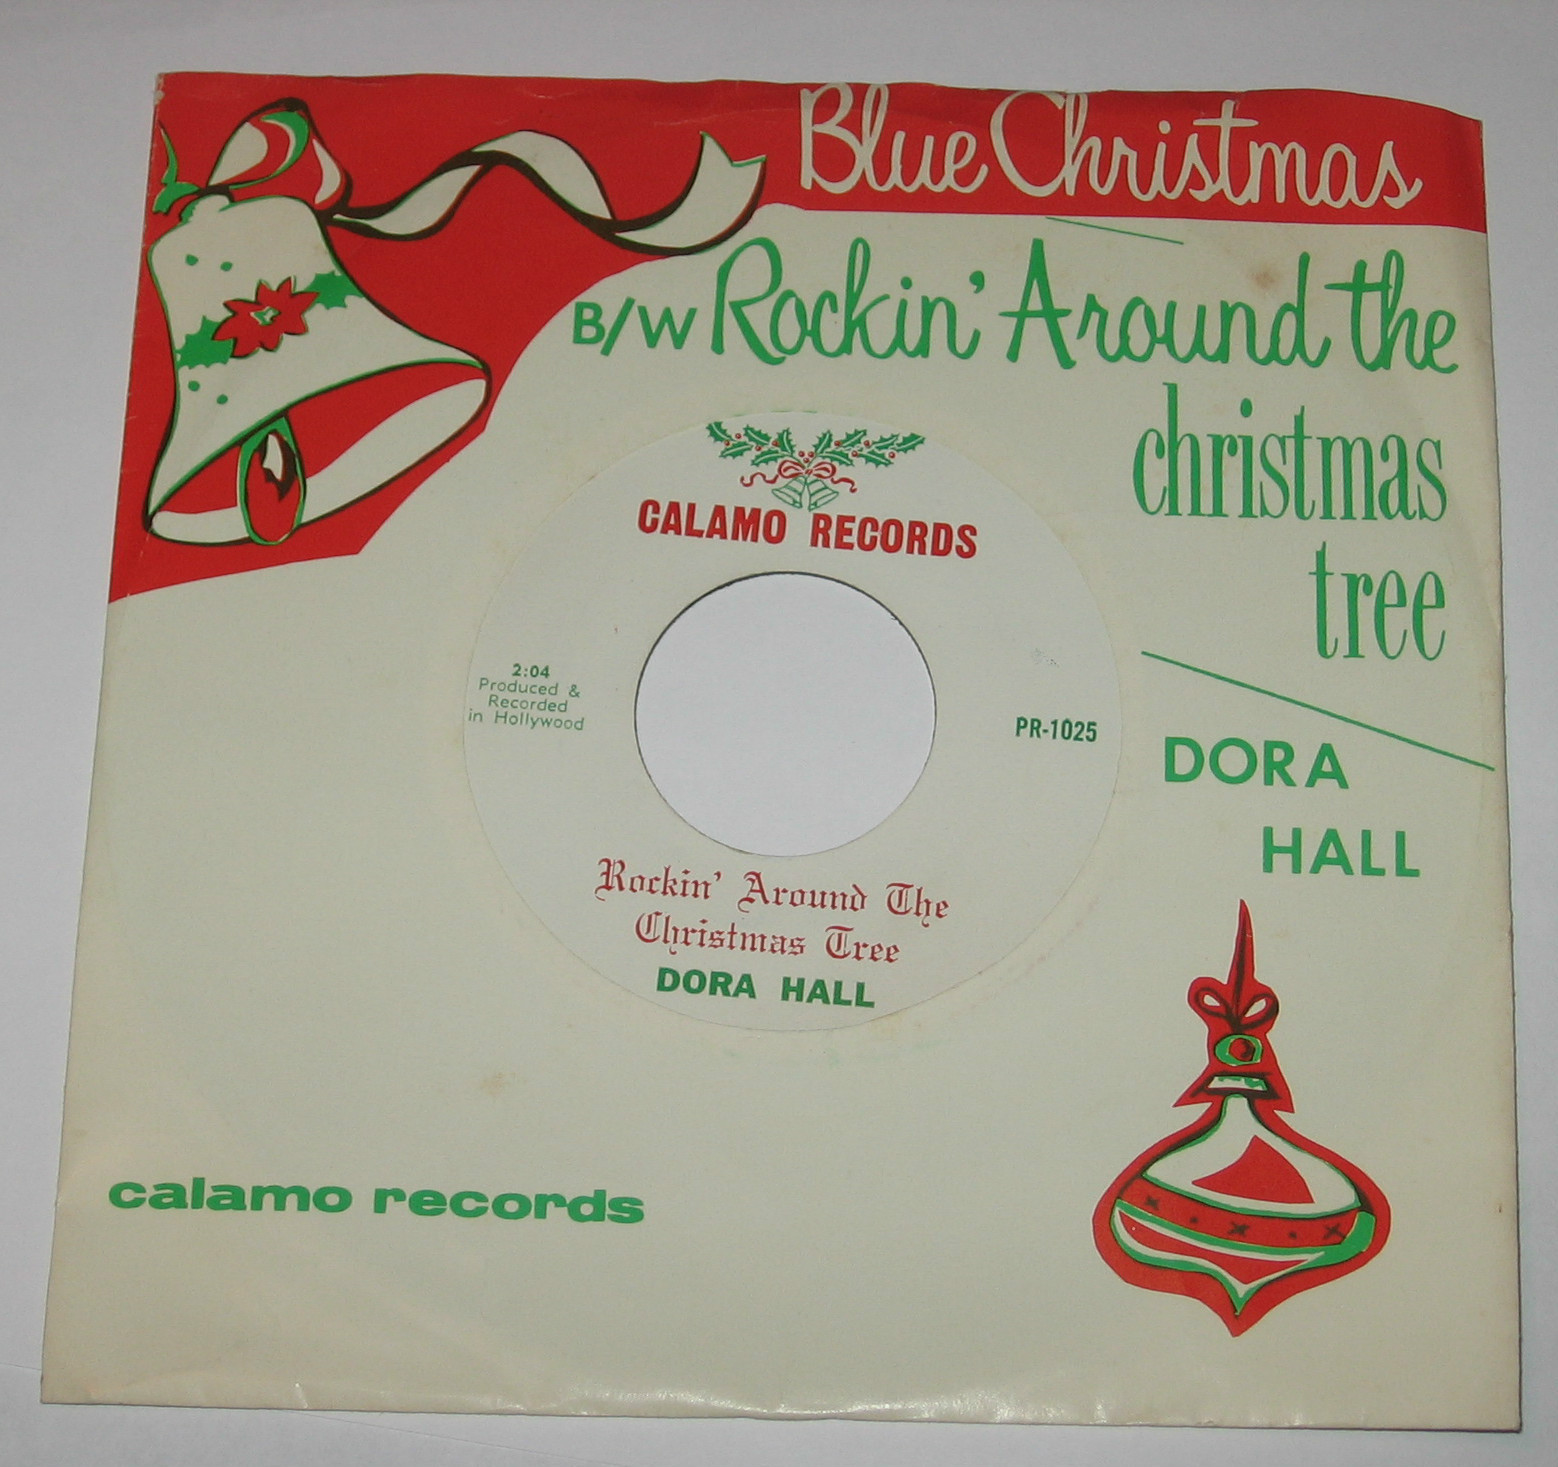 Blue Christmas
B/W Rockin' Around the
christmas
tree
DORA
HALL
CALAMO RECORDS
2:04
Produced &
Recorded
in Hollywood
PR-1025
Rockin' Around The
Christmas Tree
DORA HALL
calamo records